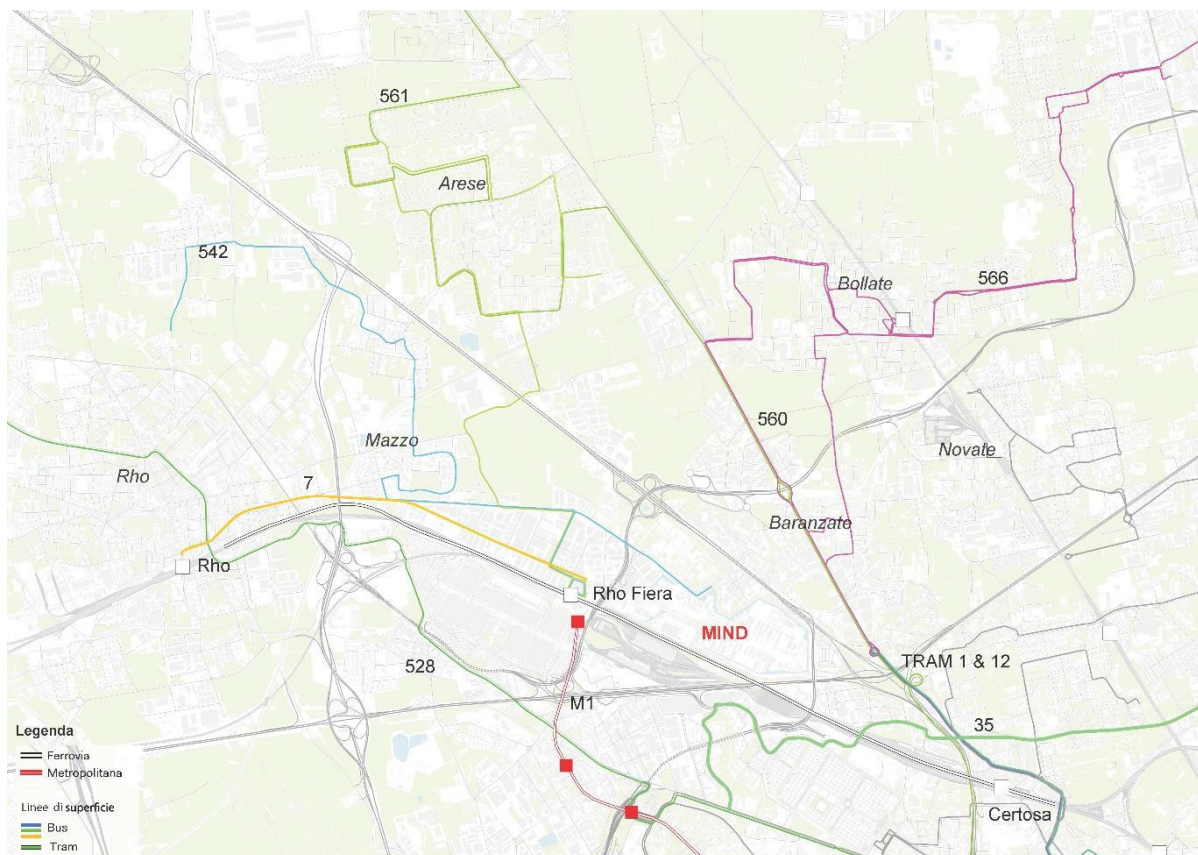 561
Arese
542
Bollate
566
560
Mazzo
Novate
Rho
7
Baranzate
Rho
Rho Fiera
MIND
TRAM 1 & 12
528
M1
35
Certosa
Legenda
Ferrovia
Metropolitana
Linee di superficie
Bus
Tram